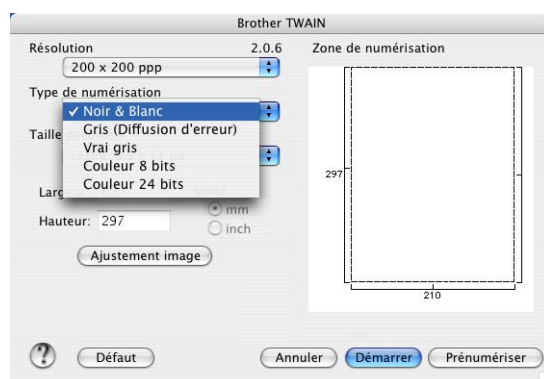 Brother TWAIN
Résolution 2.0.6
200 x 200 ppp
Type de numérisation
✓ Noir & Blanc
Gris (Diffusion d'erreur)
Vrai gris
Couleur 8 bits
Couleur 24 bits
Taille
mm
Hauteur: 297
inch
Ajustement image
Zone de numérisation
297
210
?
Défaut
Annuler
Démarrer
Prénumériser